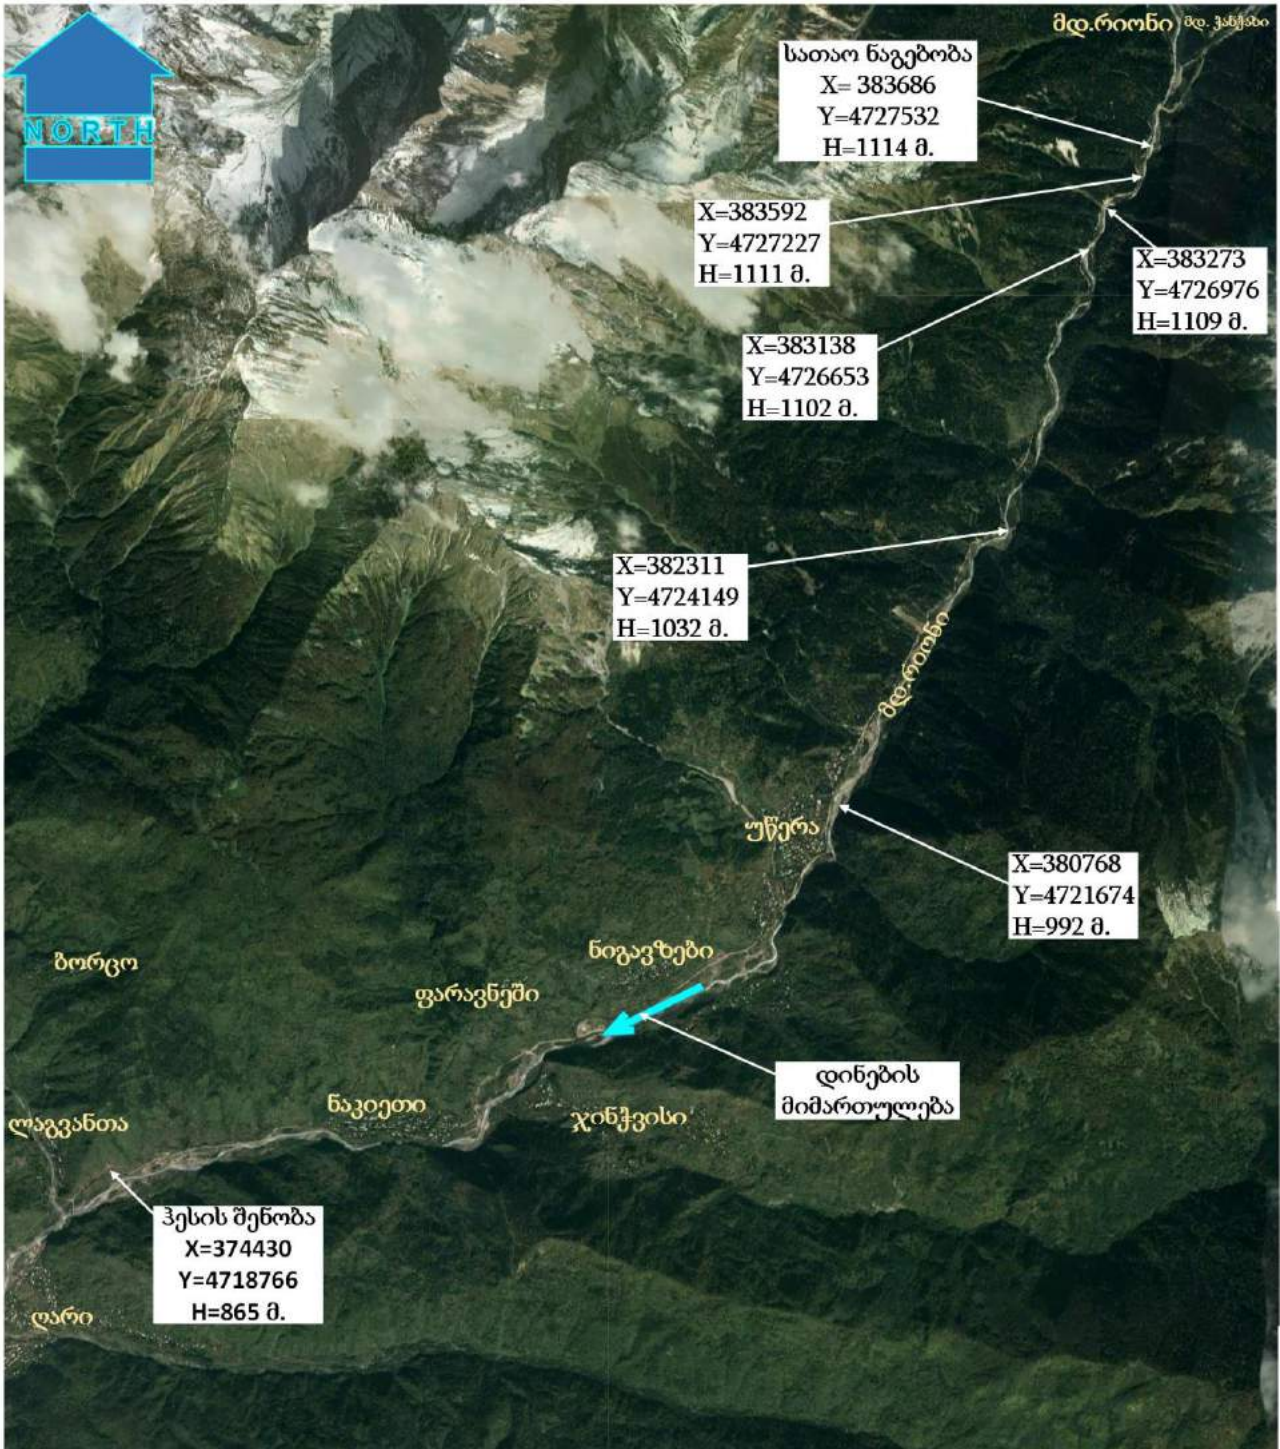 მდ.რიონი მდ. ჭანჭახი
NORTH
სათაო ნაგებობა
X= 383686
Y=4727532
H=1114 მ.
X=383592
Y=4727227
H=1111 მ.
X=383273
Y=4726976
H=1109 მ.
X=383138
Y=4726653
H=1102 მ.
X=382311
Y=4724149
H=1032 მ.
მდ.რიონი
უწერა
X=380768
Y=4721674
H=992 მ.
ნიგავზები
ბორცო
ფარავნეში
დინების
მიმართულება
ნაკიეთი
ჯინჭვისი
ლაგვანთა
ჰესის შენობა
X=374430
Y=4718766
H=865 მ.
ღარი